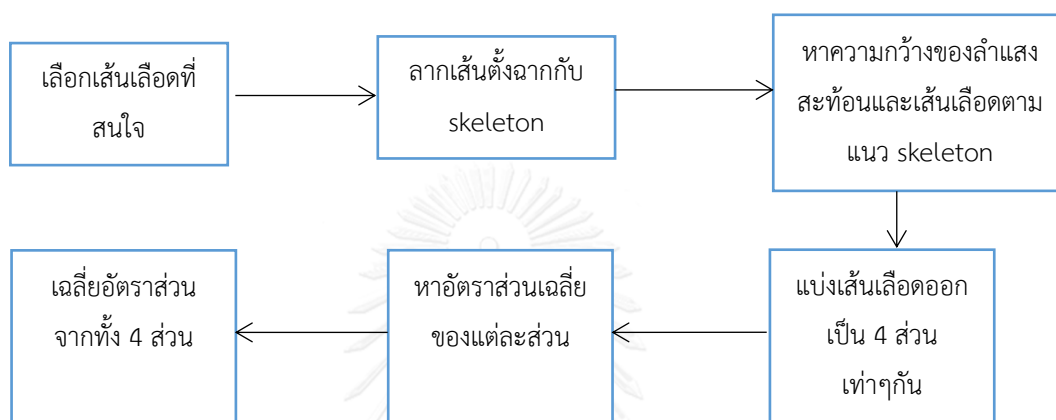 เลือกเส้นเลือดที่
สนใจ
ลากเส้นตั้งฉากกับ
skeleton
หาความกว้างของลำแสง
สะท้อนและเส้นเลือดตาม
แนว skeleton
แบ่งเส้นเลือดออก
เป็น 4 ส่วน
เท่าๆกัน
หาอัตราส่วนเฉลี่ย
ของแต่ละส่วน
เฉลี่ยอัตราส่วน
จากทั้ง 4 ส่วน